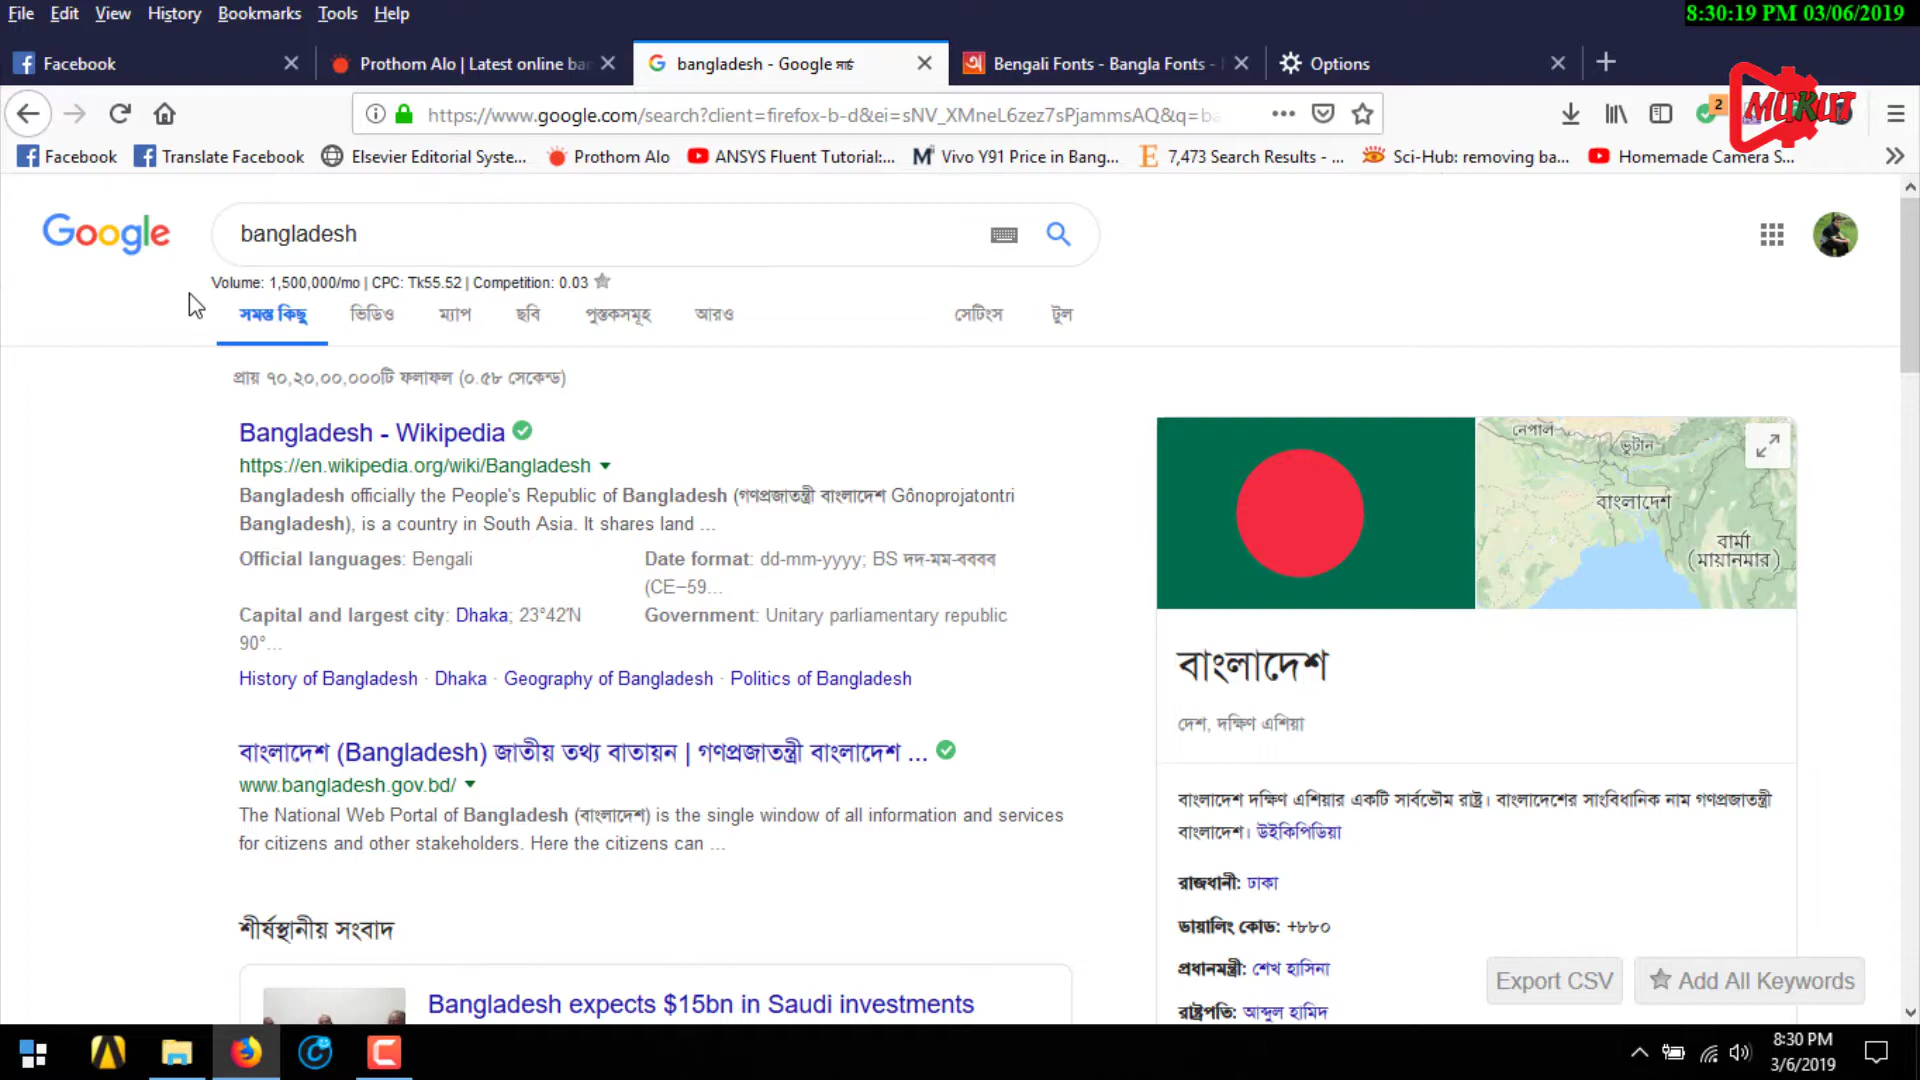 File Edit View History Bookmarks Tools Help
8:30:19 PM 03/06/2019
Facebook
Prothom Alo | Latest online ban
bangladesh - Google সার্চ
Bengali Fonts - Bangla Fonts -
Options
MUKUT
https://www.google.com/search?client=firefox-b-d&ei=sNV_XMneL6zez7sPjammsAQ&q=ba
2
Facebook
Translate Facebook
Elsevier Editorial Syste...
Prothom Alo
ANSYS Fluent Tutorial:...
Vivo Y91 Price in Bang...
7,473 Search Results - ...
Sci-Hub: removing ba...
Homemade Camera S...
Google
bangladesh
Volume: 1,500,000/mo | CPC: Tk55.52 | Competition: 0.03
সমস্ত কিছু ভিডিও ম্যাপ ছবি পুস্তকসমূহ আরও সেটিংস টুল
প্রায় ৭০,২০,০০,০০০টি ফলাফল (০.৫৮ সেকেন্ড)
Bangladesh - Wikipedia
https://en.wikipedia.org/wiki/Bangladesh
Bangladesh officially the People's Republic of Bangladesh (গণপ্রজাতন্ত্রী বাংলাদেশ Gônoprojatontri
Bangladesh), is a country in South Asia. It shares land ...
Official languages: Bengali
Date format: dd-mm-yyyy; BS দদ-মম-বববব
(CE−59...
Capital and largest city: Dhaka; 23°42′N
90°...
Government: Unitary parliamentary republic
History of Bangladesh · Dhaka · Geography of Bangladesh · Politics of Bangladesh
বাংলাদেশ (Bangladesh) জাতীয় তথ্য বাতায়ন | গণপ্রজাতন্ত্রী বাংলাদেশ ...
www.bangladesh.gov.bd/
The National Web Portal of Bangladesh (বাংলাদেশ) is the single window of all information and services
for citizens and other stakeholders. Here the citizens can ...
শীর্ষস্থানীয় সংবাদ
Bangladesh expects $15bn in Saudi investments
নেপাল
ভুটান
বাংলাদেশ
বার্মা
(মায়ানমার)
বাংলাদেশ
দেশ, দক্ষিণ এশিয়া
বাংলাদেশ দক্ষিণ এশিয়ার একটি সার্বভৌম রাষ্ট্র। বাংলাদেশের সাংবিধানিক নাম গণপ্রজাতন্ত্রী
বাংলাদেশ। উইকিপিডিয়া
রাজধানী: ঢাকা
ডায়ালিং কোড: +৮৮০
প্রধানমন্ত্রী: শেখ হাসিনা
রাষ্ট্রপতি: আব্দুল হামিদ
Export CSV
Add All Keywords
8:30 PM
3/6/2019